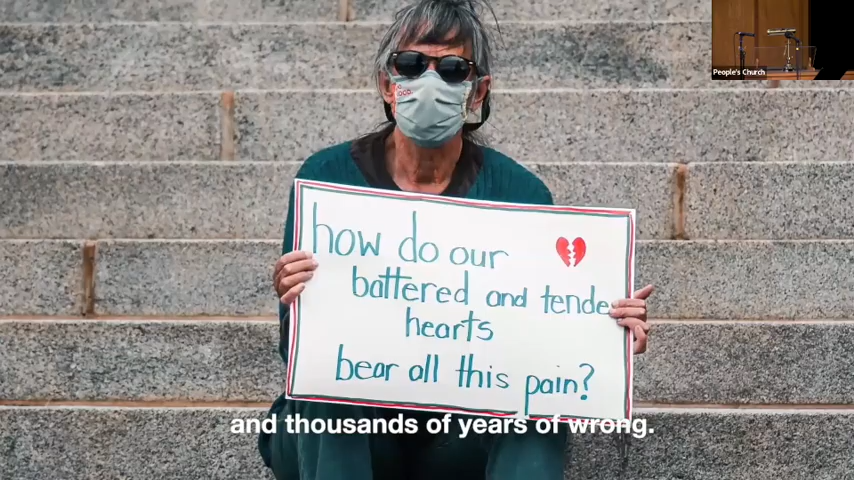 People's Church
how do our
battered and tende
hearts
bear all this pain?
and thousands of years of wrong.